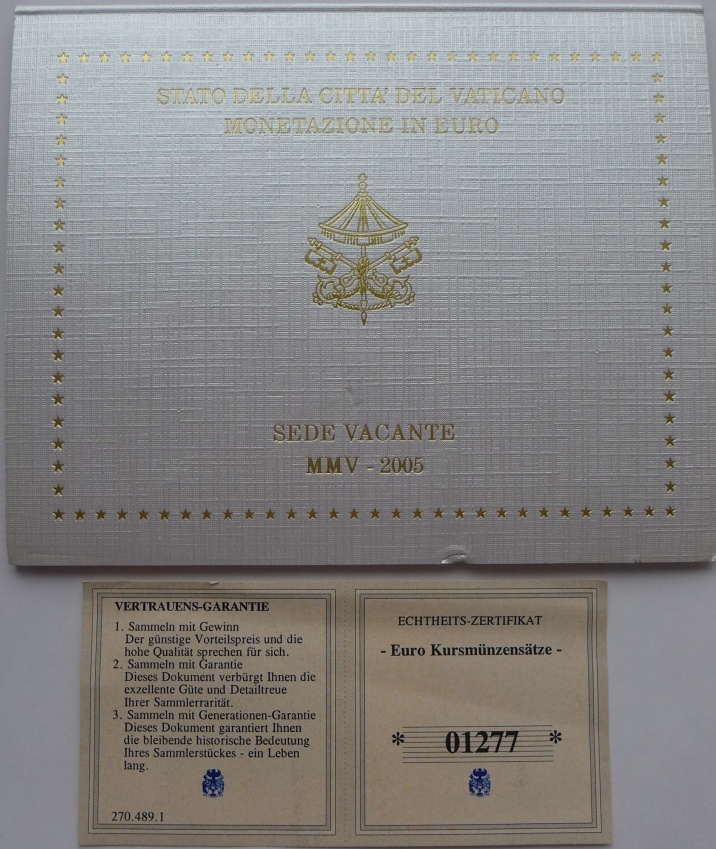 STATO DELLA CITTA' DEL VATICANO
MONETAZIONE IN EURO
SEDE VACANTE
MMV - 2005
VERTRAUENS-GARANTIE
1. Sammeln mit Gewinn
Der günstige Vorteilspreis und die
hohe Qualität sprechen für sich.
2. Sammeln mit Garantie
Dieses Dokument verbürgt Ihnen die
exzellente Güte und Detailtreue
Ihrer Sammlerrarität.
3. Sammeln mit Generationen-Garantie
Dieses Dokument garantiert Ihnen
die bleibende historische Bedeutung
Ihres Sammlerstückes - ein Leben
lang.
270.489.1
ECHTHEITS-ZERTIFIKAT
- Euro Kursmünzensätze -
* 01277 *